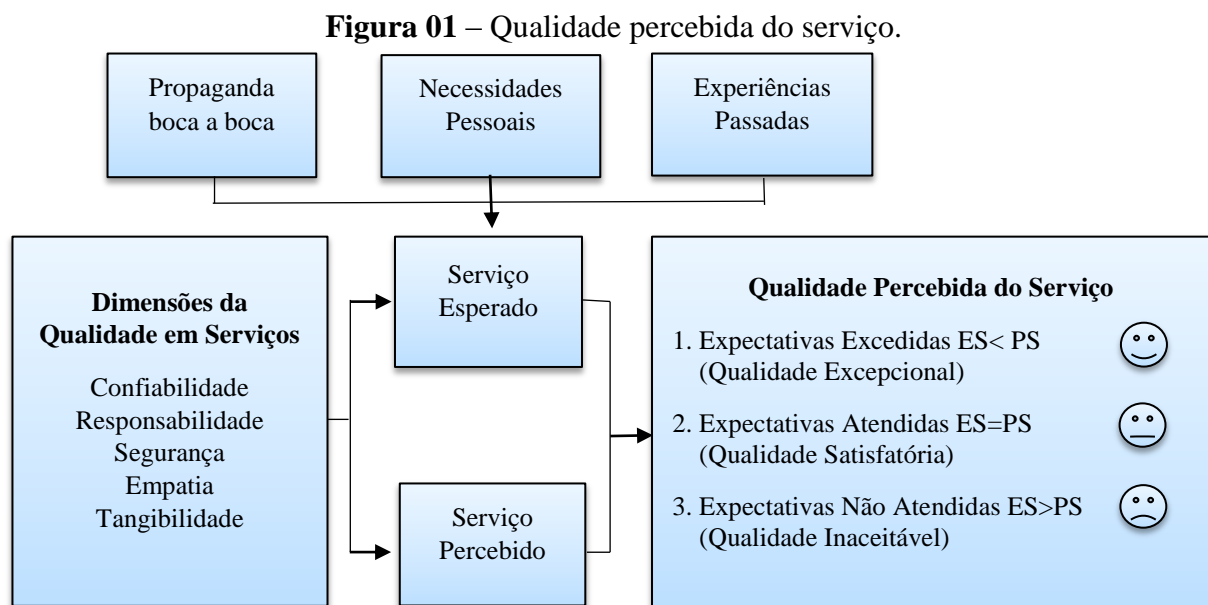 Figura 01 – Qualidade percebida do serviço.
Propaganda
boca a boca
Necessidades
Pessoais
Experiências
Passadas
Dimensões da
Qualidade em Serviços
Confiabilidade
Responsabilidade
Segurança
Empatia
Tangibilidade
Serviço
Esperado
Serviço
Percebido
Qualidade Percebida do Serviço
1. Expectativas Excedidas ES< PS
(Qualidade Excepcional)
2. Expectativas Atendidas ES=PS
(Qualidade Satisfatória)
3. Expectativas Não Atendidas ES>PS
(Qualidade Inaceitável)